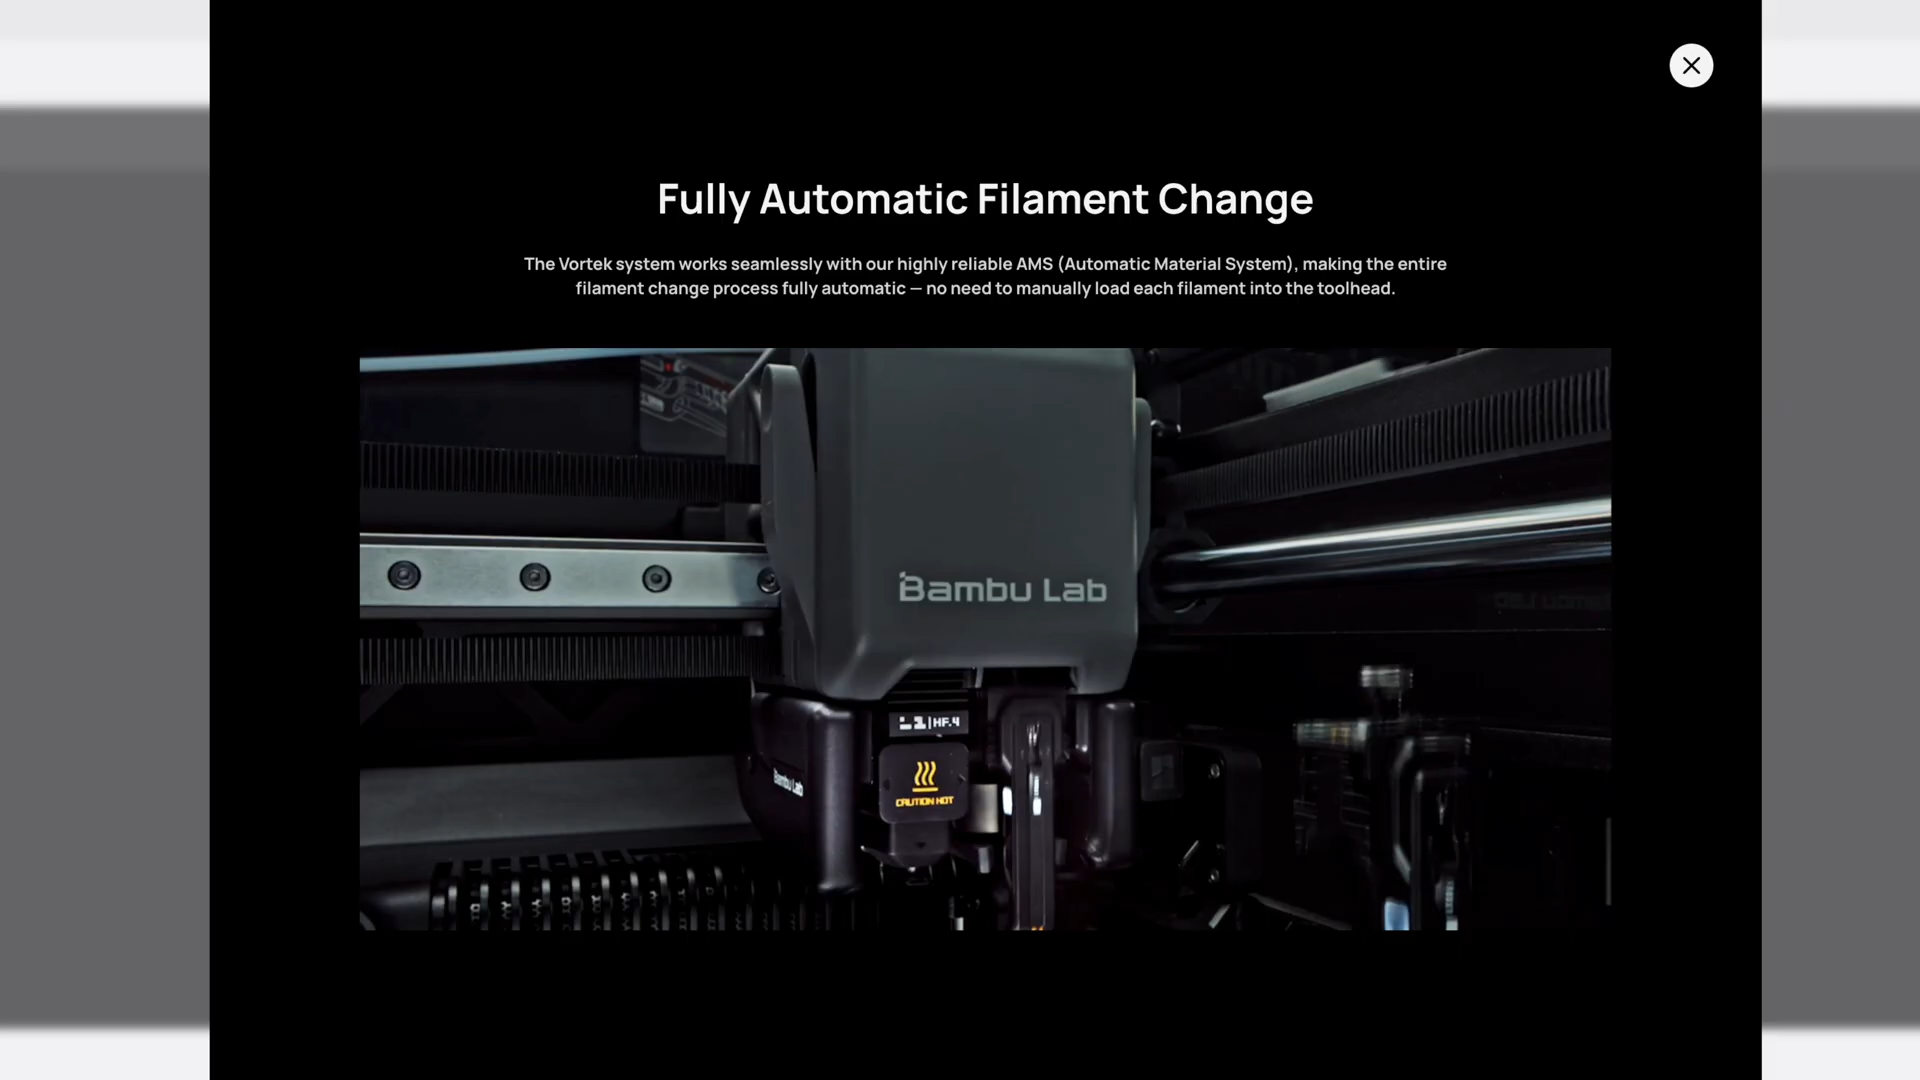 Fully Automatic Filament Change
The Vortek system works seamlessly with our highly reliable AMS (Automatic Material System), making the entire
filament change process fully automatic — no need to manually load each filament into the toolhead.
Bambu Lab
HF.4
Bambu Lab
CAUTION HOT